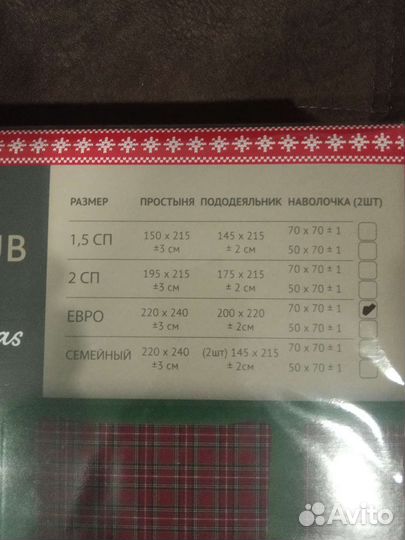 РАЗМЕР ПРОСТЫНЯ ПОДОДЕЯЛЬНИК НАВОЛОЧКА (2ШТ)
1,5 СП 150 x 215 145 x 215 70 x 70 ± 1
±3 см ± 2 см 50 x 70 ± 1
2 СП 195 x 215 175 x 215 70 x 70 ± 1
±3 см ± 2 см 50 x 70 ± 1
ЕВРО 220 x 240 200 x 220 70 x 70 ± 1
±3 см ± 2см 50 x 70 ± 1
СЕМЕЙНЫЙ 220 x 240 (2шт) 145 x 215 70 x 70 ± 1
±3 см ± 2см 50 x 70 ± 1
UB
as
Avito